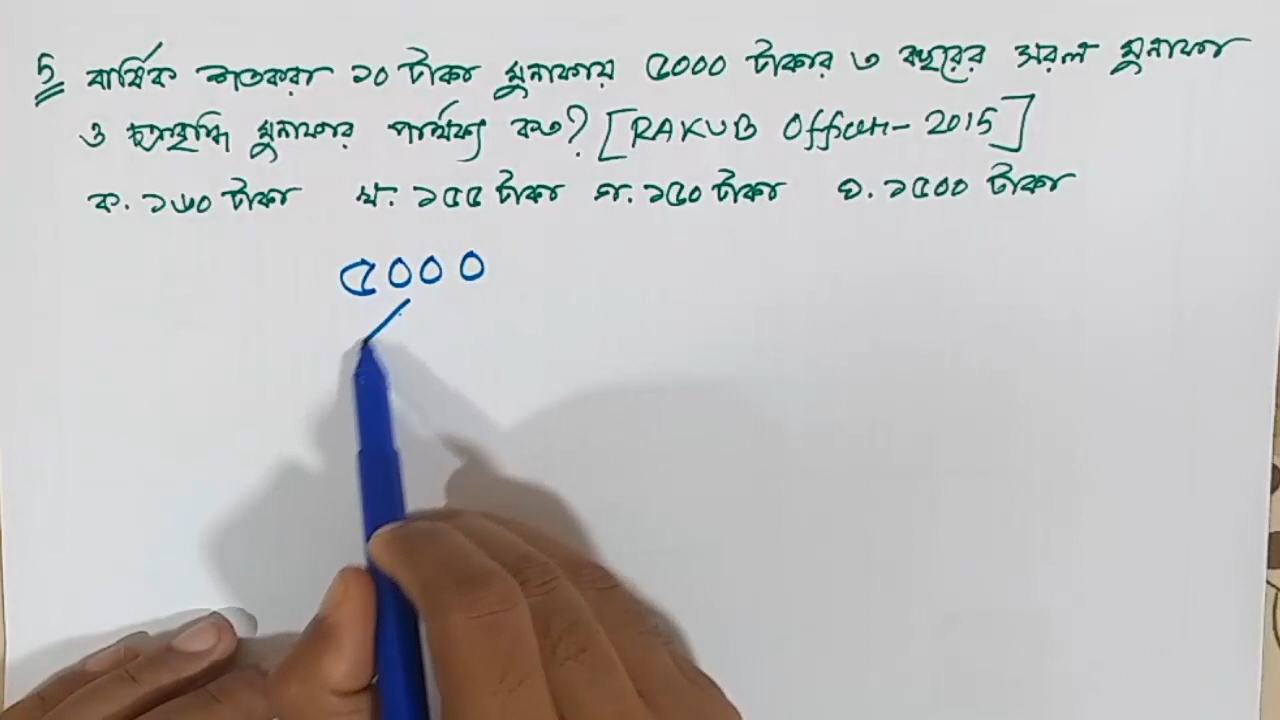 5 বার্ষিক শতকরা ১০ টাকা মুনাফায় ৫০০০ টাকার ৩ বছরের সরল মুনাফা
ও চক্রবৃদ্ধি মুনাফার পার্থক্য কত? [RAKUB Officer-2015]
ক. ১৬০ টাকা খ. ১৫৫ টাকা গ. ১৫০ টাকা ঘ. ১৫০০ টাকা
৫০০০